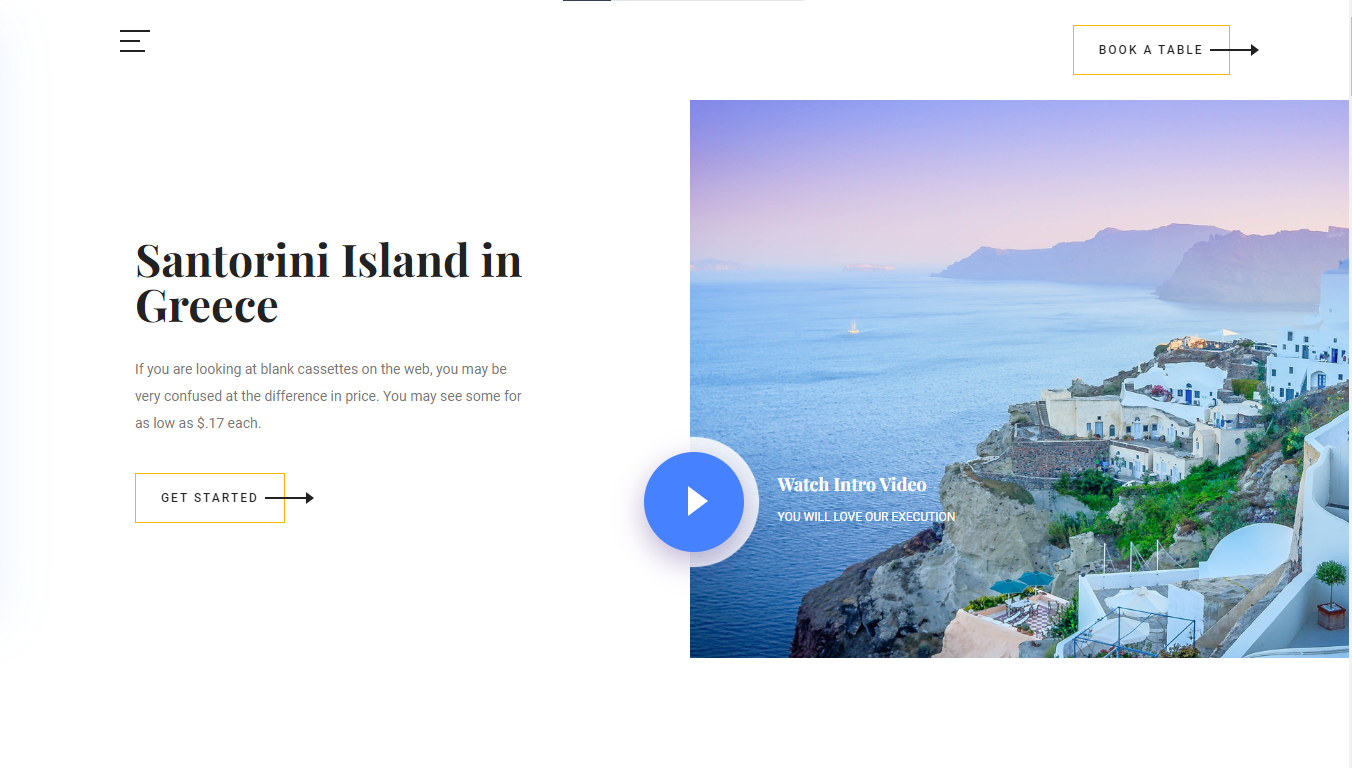 BOOK A TABLE
Santorini Island in
Greece
If you are looking at blank cassettes on the web, you may be
very confused at the difference in price. You may see some for
as low as $.17 each.
GET STARTED
Watch Intro Video
YOU WILL LOVE OUR EXECUTION